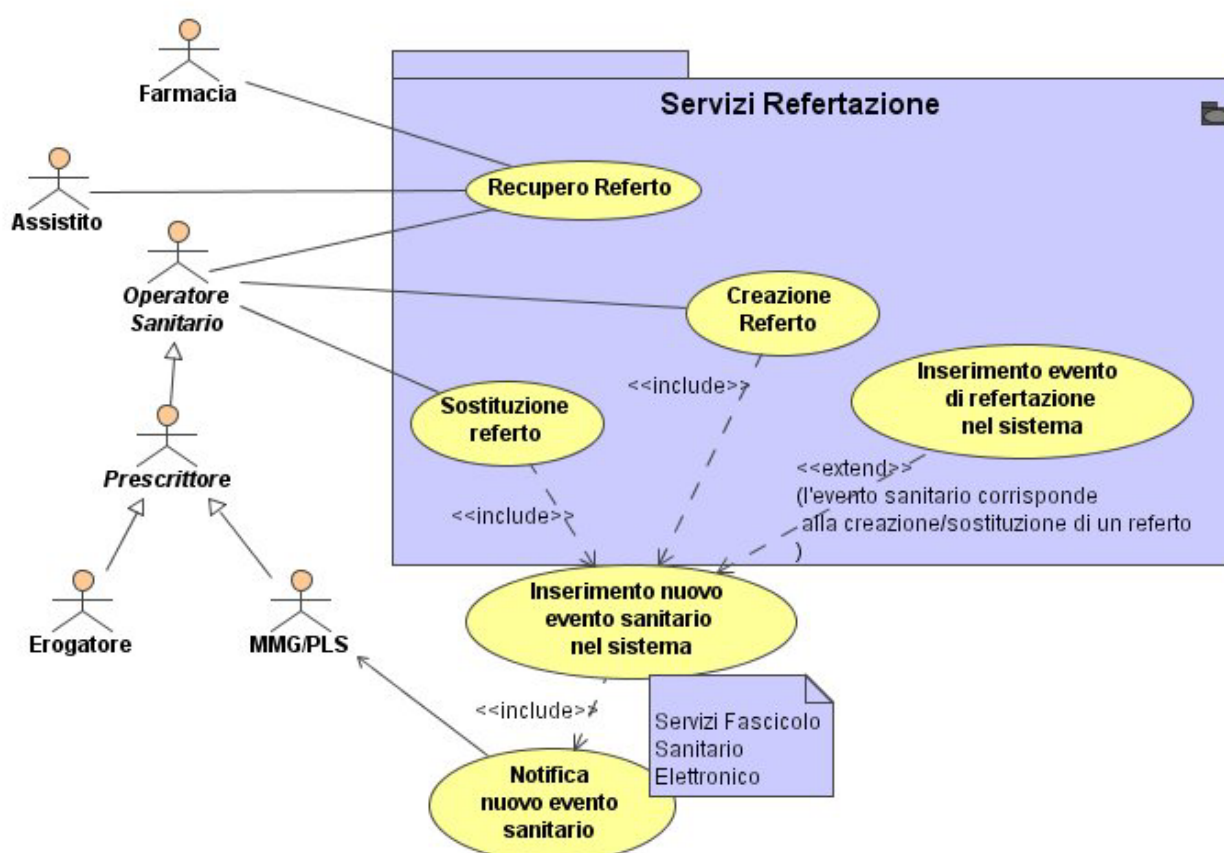 Farmacia
Servizi Refertazione
Recupero Referto
Assistito
Operatore
Sanitario
Creazione
Referto
<<include>>
Inserimento evento
di refertazione
nel sistema
Sostituzione
referto
Prescrittore
<<extend>>
(l'evento sanitario corrisponde
alla creazione/sostituzione di un referto
)
<<include>>
Inserimento nuovo
evento sanitario
nel sistema
Erogatore
MMG/PLS
<<include>>
Servizi Fascicolo
Sanitario
Elettronico
Notifica
nuovo evento
sanitario